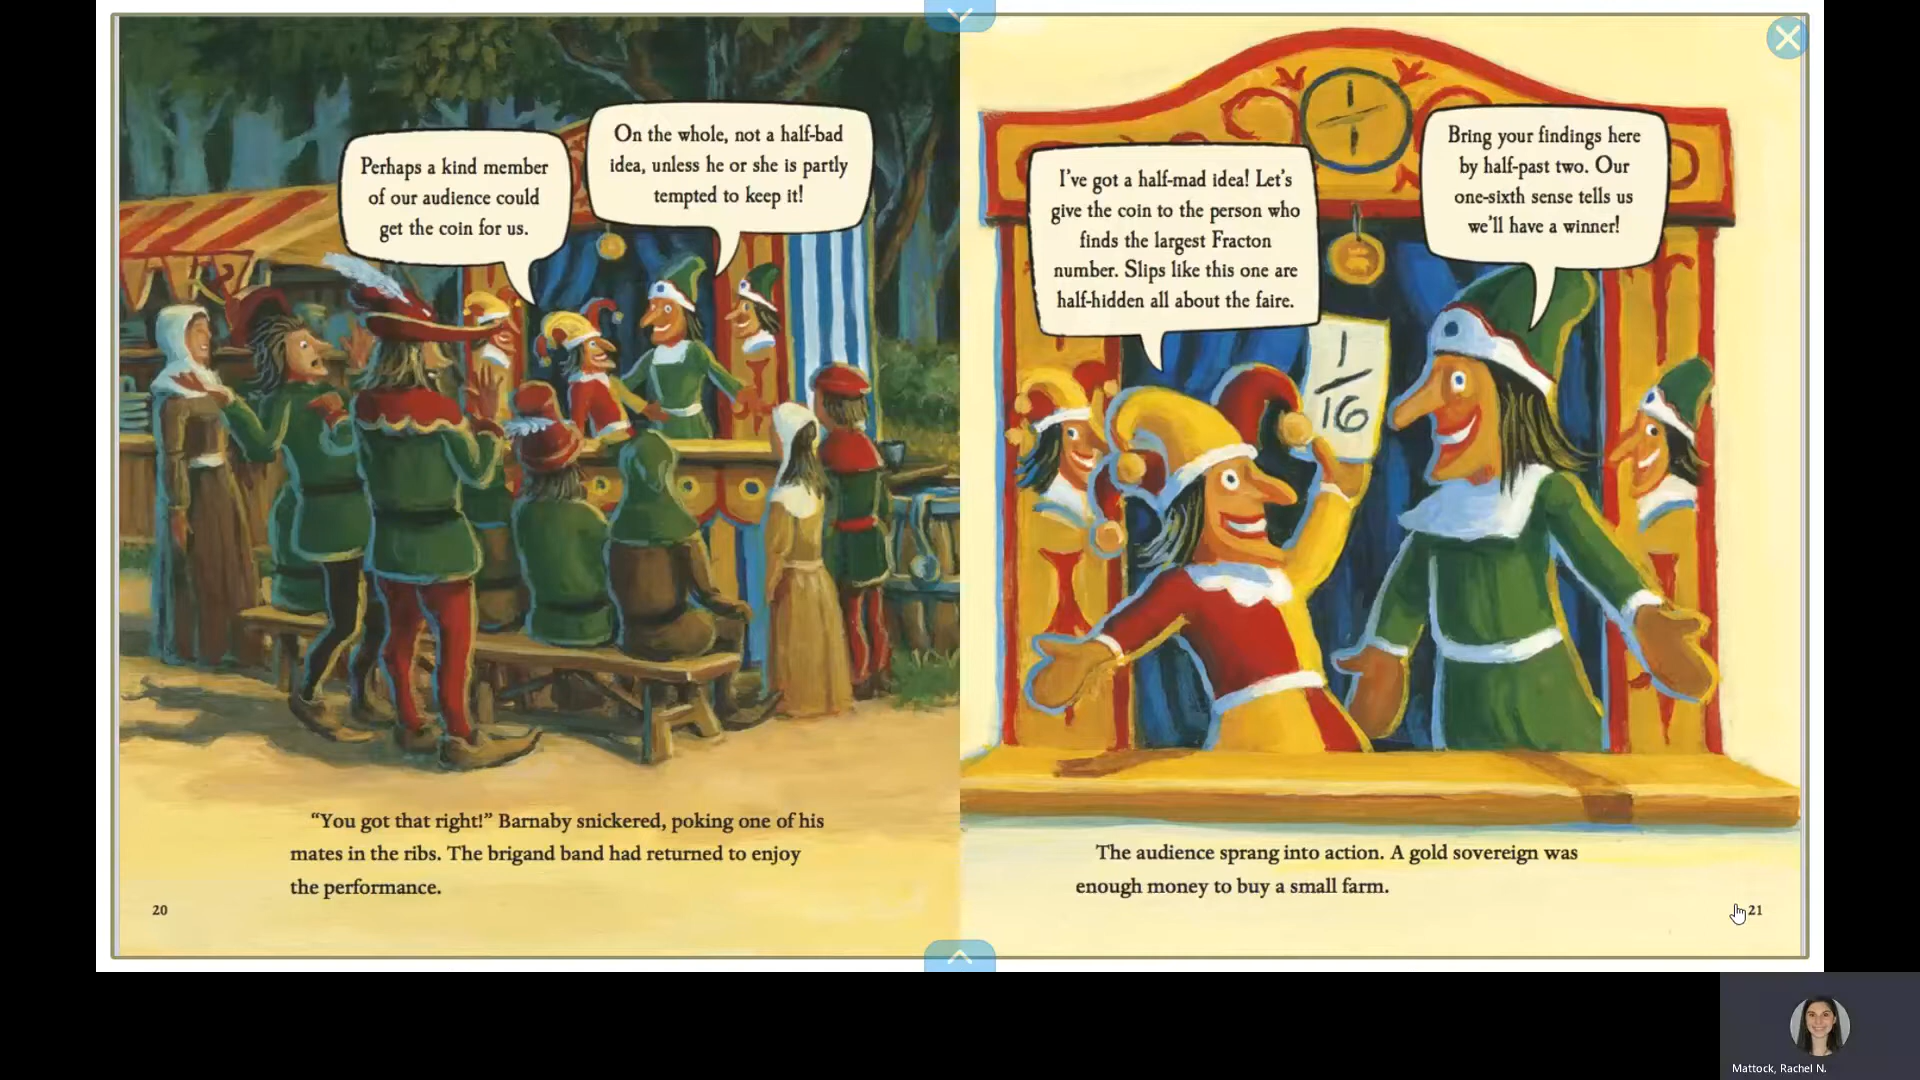 Perhaps a kind member
of our audience could
get the coin for us.
On the whole, not a half-bad
idea, unless he or she is partly
tempted to keep it!
"You got that right!" Barnaby snickered, poking one of his
mates in the ribs. The brigand band had returned to enjoy
the performance.
20
1
1
I've got a half-mad idea! Let's
give the coin to the person who
finds the largest Fracton
number. Slips like this one are
half-hidden all about the faire.
Bring your findings here
by half-past two. Our
one-sixth sense tells us
we'll have a winner!
1
16
The audience sprang into action. A gold sovereign was
enough money to buy a small farm.
21
Mattock, Rachel N.